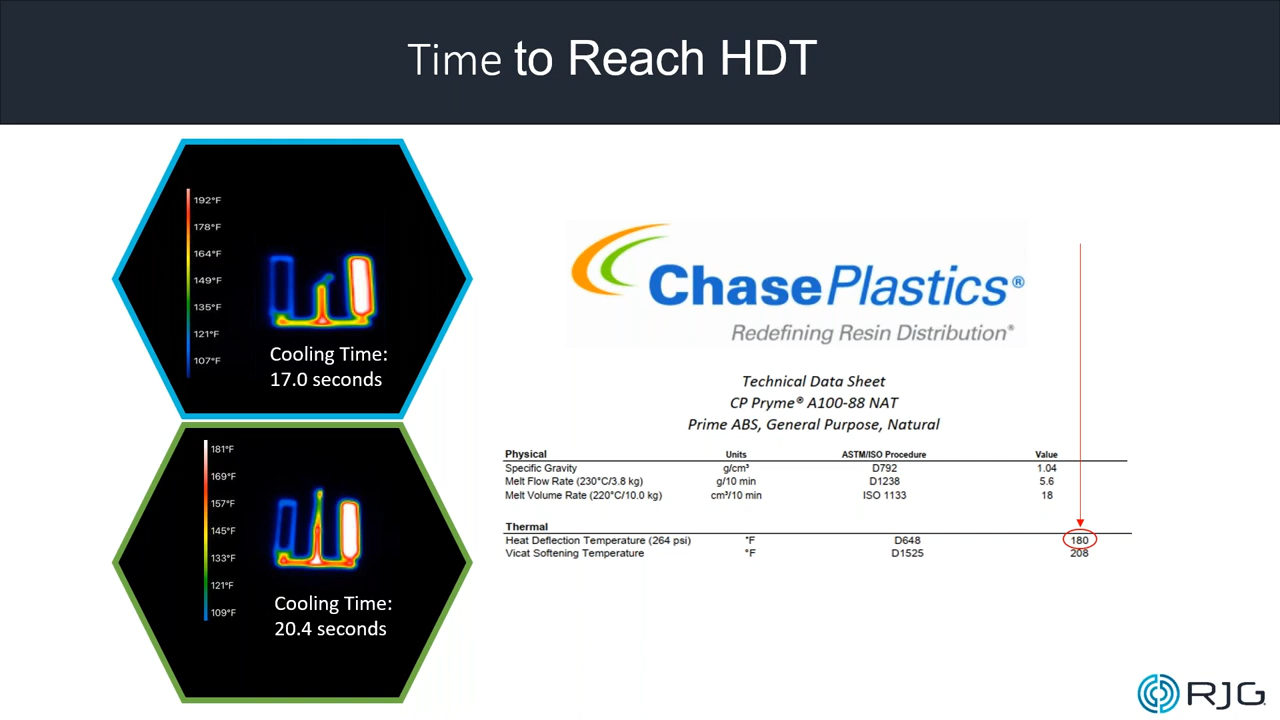 Time to Reach HDT
192°F
178°F
164°F
149°F
135°F
121°F
107°F
Cooling Time:
17.0 seconds
181°F
169°F
157°F
145°F
133°F
121°F
109°F
Cooling Time:
20.4 seconds
ChasePlastics®
Redefining Resin Distribution®
Technical Data Sheet
CP Pryme® A100-88 NAT
Prime ABS, General Purpose, Natural
Physical Units ASTM/ISO Procedure Value
Specific Gravity g/cm³ D792 1.04
Melt Flow Rate (230°C/3.8 kg) g/10 min D1238 5.6
Melt Volume Rate (220°C/10.0 kg) cm³/10 min ISO 1133 18
Thermal
Heat Deflection Temperature (264 psi) °F D648 180
Vicat Softening Temperature °F D1525 208
RJG